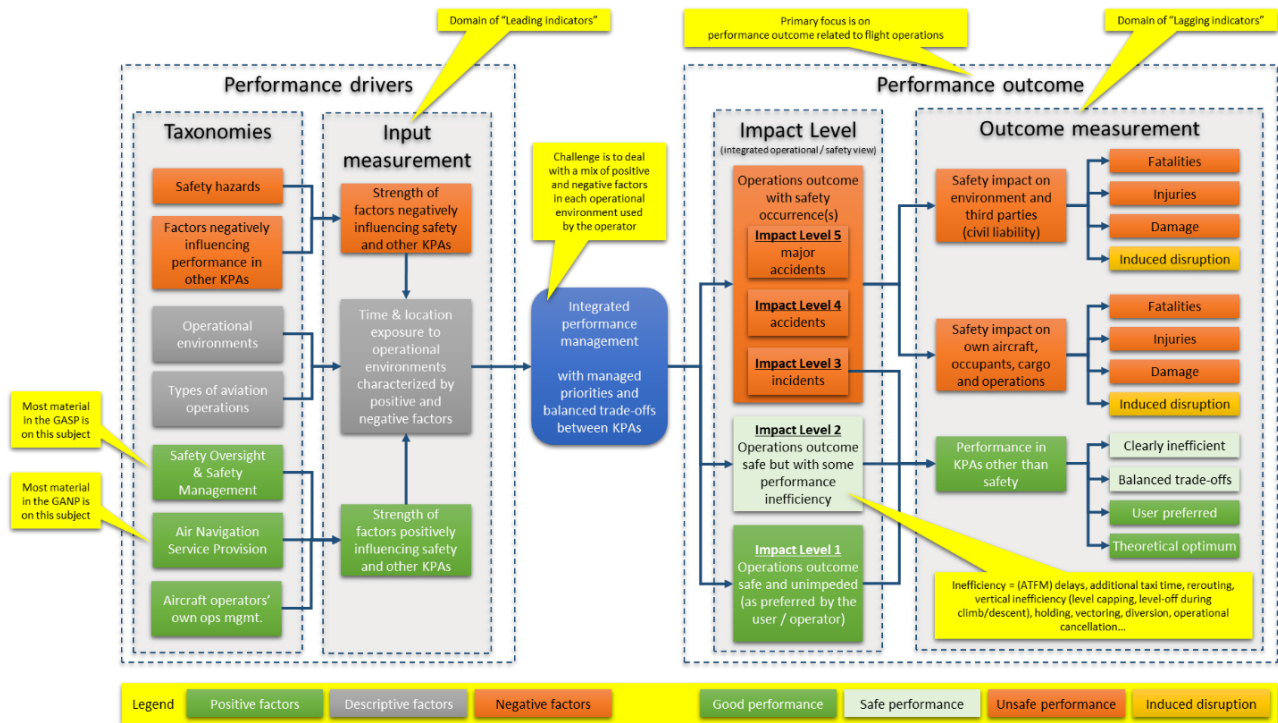 Domain of “Leading indicators”
Primary focus is on
performance outcome related to flight operations
Domain of “Lagging indicators”
Performance drivers
Taxonomies
Safety hazards
Factors negatively
influencing
performance in
other KPAs
Operational
environments
Types of aviation
operations
Most material
in the GASP is
on this subject
Safety Oversight
& Safety
Management
Most material
in the GANP is
on this subject
Air Navigation
Service Provision
Aircraft operators’
own ops mgmt.
Input
measurement
Strength of
factors negatively
influencing safety
and other KPAs
Time & location
exposure to
operational
environments
characterized by
positive and
negative factors
Strength of
factors positively
influencing safety
and other KPAs
Challenge is to deal
with a mix of positive
and negative factors
in each operational
environment used
by the operator
Integrated
performance
management
with managed
priorities and
balanced trade-offs
between KPAs
Performance outcome
Impact Level
(integrated operational / safety view)
Operations outcome
with safety
occurrence(s)
Impact Level 5
major
accidents
Impact Level 4
accidents
Impact Level 3
incidents
Impact Level 2
Operations outcome
safe but with some
performance
inefficiency
Impact Level 1
Operations outcome
safe and unimpeded
(as preferred by the
user / operator)
Outcome measurement
Safety impact on
environment and
third parties
(civil liability)
Fatalities
Injuries
Damage
Induced disruption
Safety impact on
own aircraft,
occupants, cargo
and operations
Fatalities
Injuries
Damage
Induced disruption
Performance in
KPAs other than
safety
Clearly inefficient
Balanced trade-offs
User preferred
Theoretical optimum
Inefficiency = (ATFM) delays, additional taxi time, rerouting,
vertical inefficiency (level capping, level-off during
climb/descent), holding, vectoring, diversion, operational
cancellation...
Legend
Positive factors
Descriptive factors
Negative factors
Good performance
Safe performance
Unsafe performance
Induced disruption